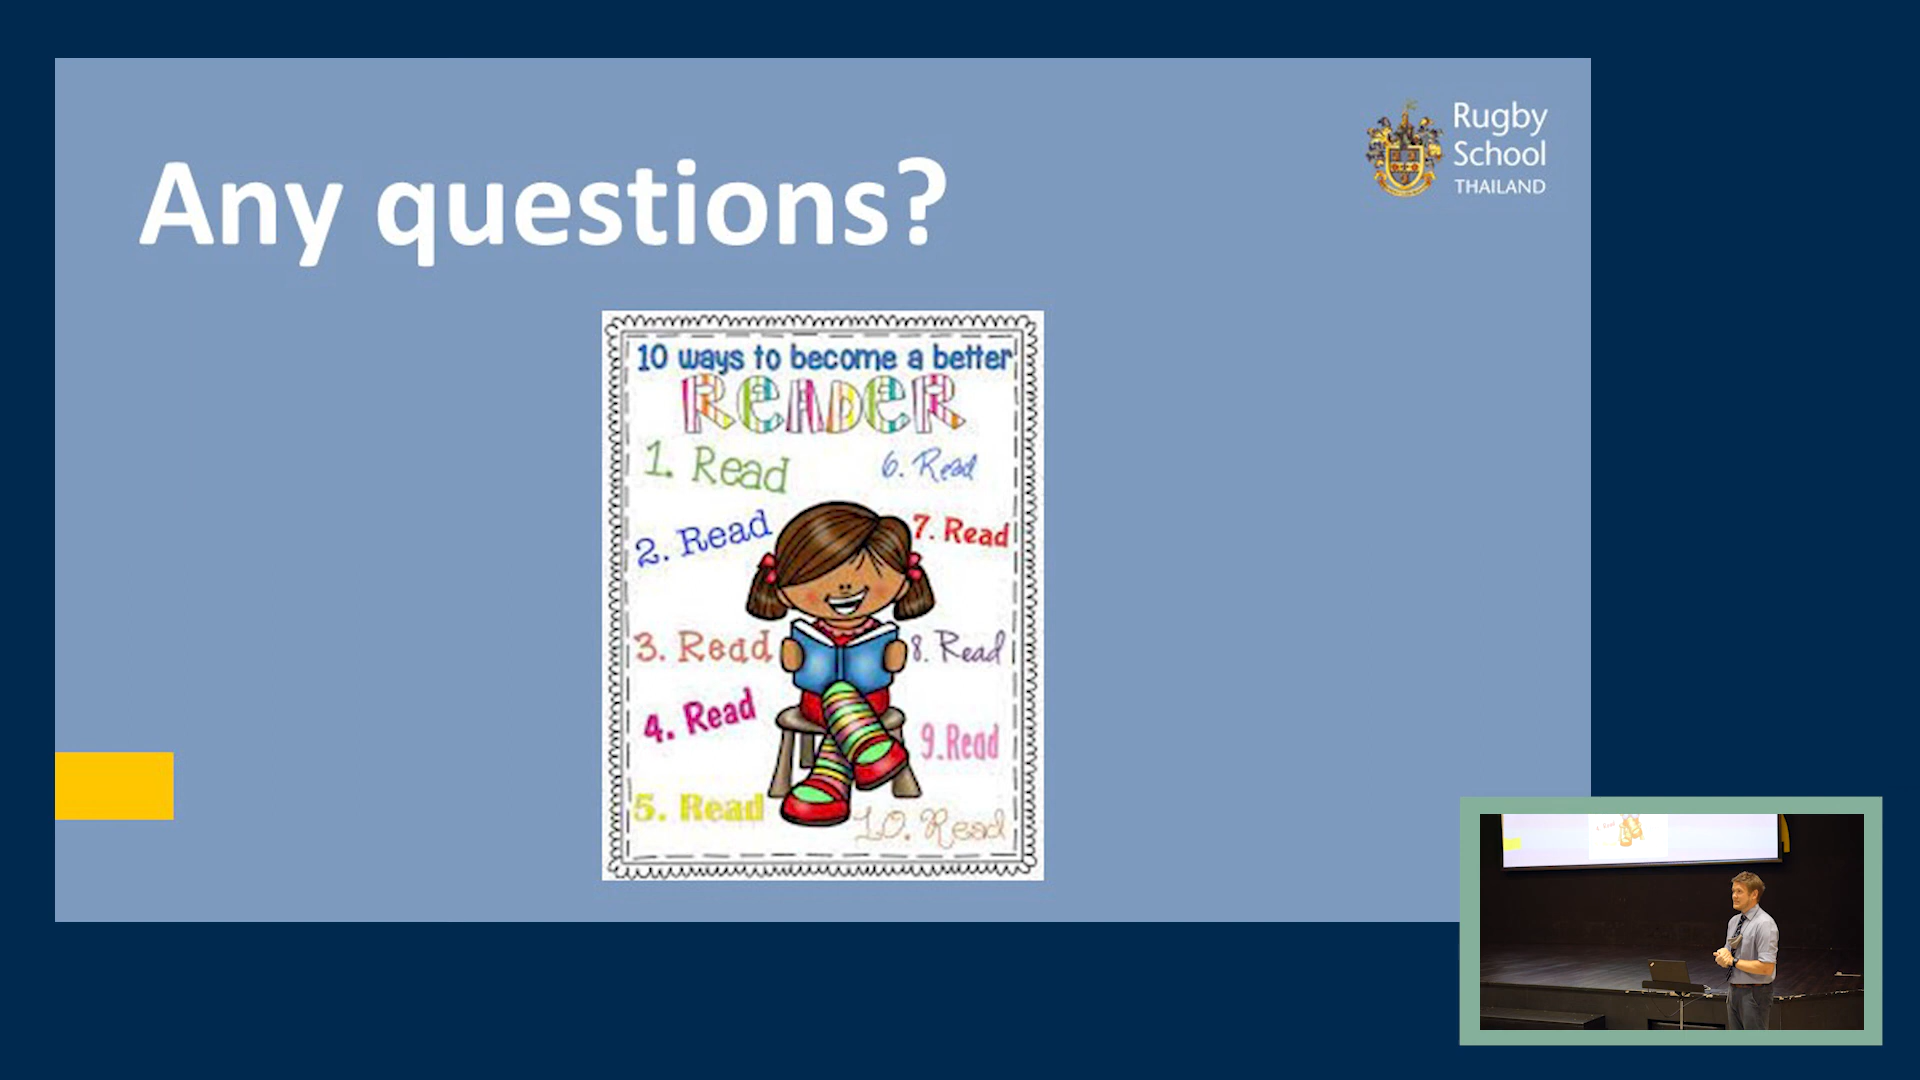 Any questions?
Rugby
School
THAILAND
10 ways to become a better
READER
1. Read
2. Read
3. Read
4. Read
5. Read
6. Read
7. Read
8. Read
9. Read
10. Read